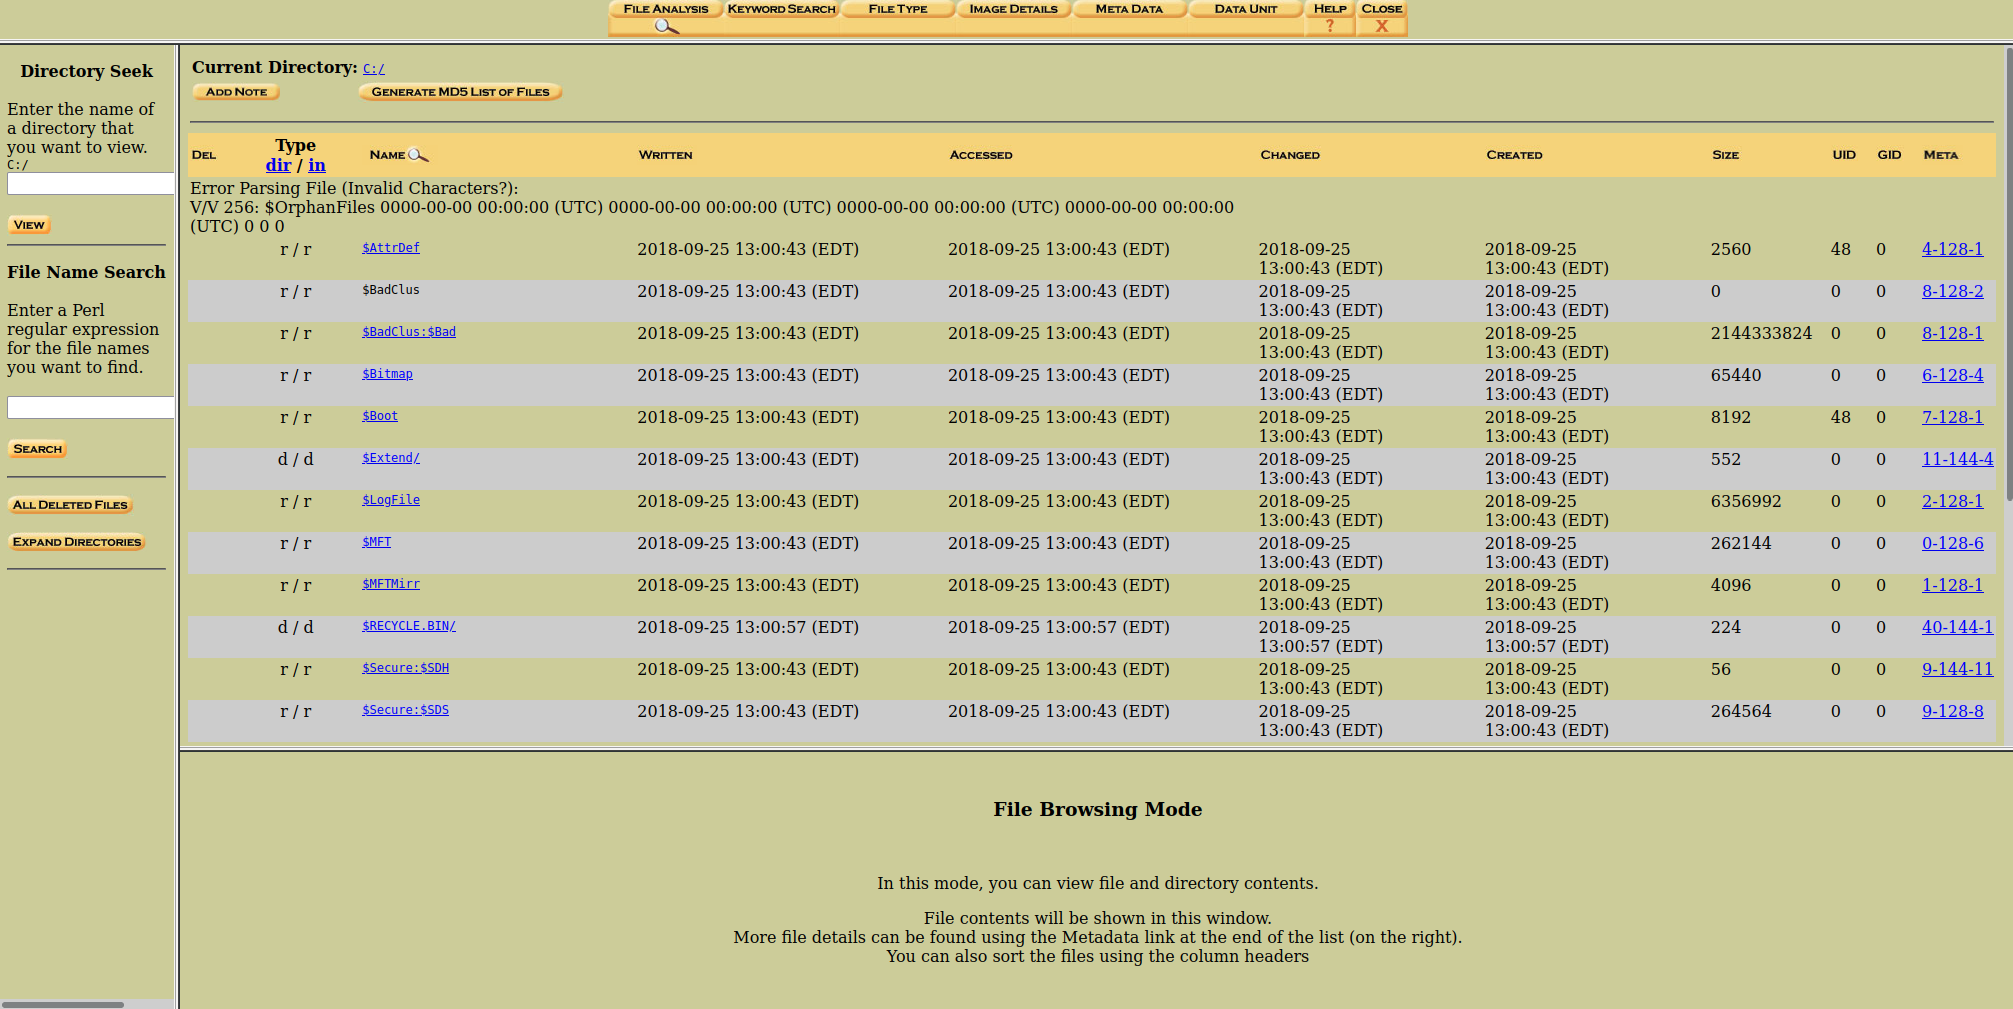 FILE ANALYSIS KEYWORD SEARCH FILE TYPE IMAGE DETAILS META DATA DATA UNIT HELP CLOSE
? X
Directory Seek
Enter the name of
a directory that
you want to view.
C:/
VIEW
File Name Search
Enter a Perl
regular expression
for the file names
you want to find.
SEARCH
ALL DELETED FILES
EXPAND DIRECTORIES
Current Directory: C:/
ADD NOTE GENERATE MD5 LIST OF FILES
DEL Type NAME WRITTEN ACCESSED CHANGED CREATED SIZE UID GID META
dir / in
Error Parsing File (Invalid Characters?):
V/V 256: $OrphanFiles 0000-00-00 00:00:00 (UTC) 0000-00-00 00:00:00 (UTC) 0000-00-00 00:00:00 (UTC) 0000-00-00 00:00:00
(UTC) 0 0 0
r / r $AttrDef 2018-09-25 13:00:43 (EDT) 2018-09-25 13:00:43 (EDT) 2018-09-25 2018-09-25 2560 48 0 4-128-1
13:00:43 (EDT) 13:00:43 (EDT)
r / r $BadClus 2018-09-25 13:00:43 (EDT) 2018-09-25 13:00:43 (EDT) 2018-09-25 2018-09-25 0 0 0 8-128-2
13:00:43 (EDT) 13:00:43 (EDT)
r / r $BadClus:$Bad 2018-09-25 13:00:43 (EDT) 2018-09-25 13:00:43 (EDT) 2018-09-25 2018-09-25 2144333824 0 0 8-128-1
13:00:43 (EDT) 13:00:43 (EDT)
r / r $Bitmap 2018-09-25 13:00:43 (EDT) 2018-09-25 13:00:43 (EDT) 2018-09-25 2018-09-25 65440 0 0 6-128-4
13:00:43 (EDT) 13:00:43 (EDT)
r / r $Boot 2018-09-25 13:00:43 (EDT) 2018-09-25 13:00:43 (EDT) 2018-09-25 2018-09-25 8192 48 0 7-128-1
13:00:43 (EDT) 13:00:43 (EDT)
d / d $Extend/ 2018-09-25 13:00:43 (EDT) 2018-09-25 13:00:43 (EDT) 2018-09-25 2018-09-25 552 0 0 11-144-4
13:00:43 (EDT) 13:00:43 (EDT)
r / r $LogFile 2018-09-25 13:00:43 (EDT) 2018-09-25 13:00:43 (EDT) 2018-09-25 2018-09-25 6356992 0 0 2-128-1
13:00:43 (EDT) 13:00:43 (EDT)
r / r $MFT 2018-09-25 13:00:43 (EDT) 2018-09-25 13:00:43 (EDT) 2018-09-25 2018-09-25 262144 0 0 0-128-6
13:00:43 (EDT) 13:00:43 (EDT)
r / r $MFTMirr 2018-09-25 13:00:43 (EDT) 2018-09-25 13:00:43 (EDT) 2018-09-25 2018-09-25 4096 0 0 1-128-1
13:00:43 (EDT) 13:00:43 (EDT)
d / d $RECYCLE.BIN/ 2018-09-25 13:00:57 (EDT) 2018-09-25 13:00:57 (EDT) 2018-09-25 2018-09-25 224 0 0 40-144-1
13:00:57 (EDT) 13:00:57 (EDT)
r / r $Secure:$SDH 2018-09-25 13:00:43 (EDT) 2018-09-25 13:00:43 (EDT) 2018-09-25 2018-09-25 56 0 0 9-144-11
13:00:43 (EDT) 13:00:43 (EDT)
r / r $Secure:$SDS 2018-09-25 13:00:43 (EDT) 2018-09-25 13:00:43 (EDT) 2018-09-25 2018-09-25 264564 0 0 9-128-8
13:00:43 (EDT) 13:00:43 (EDT)
File Browsing Mode
In this mode, you can view file and directory contents.
File contents will be shown in this window.
More file details can be found using the Metadata link at the end of the list (on the right).
You can also sort the files using the column headers